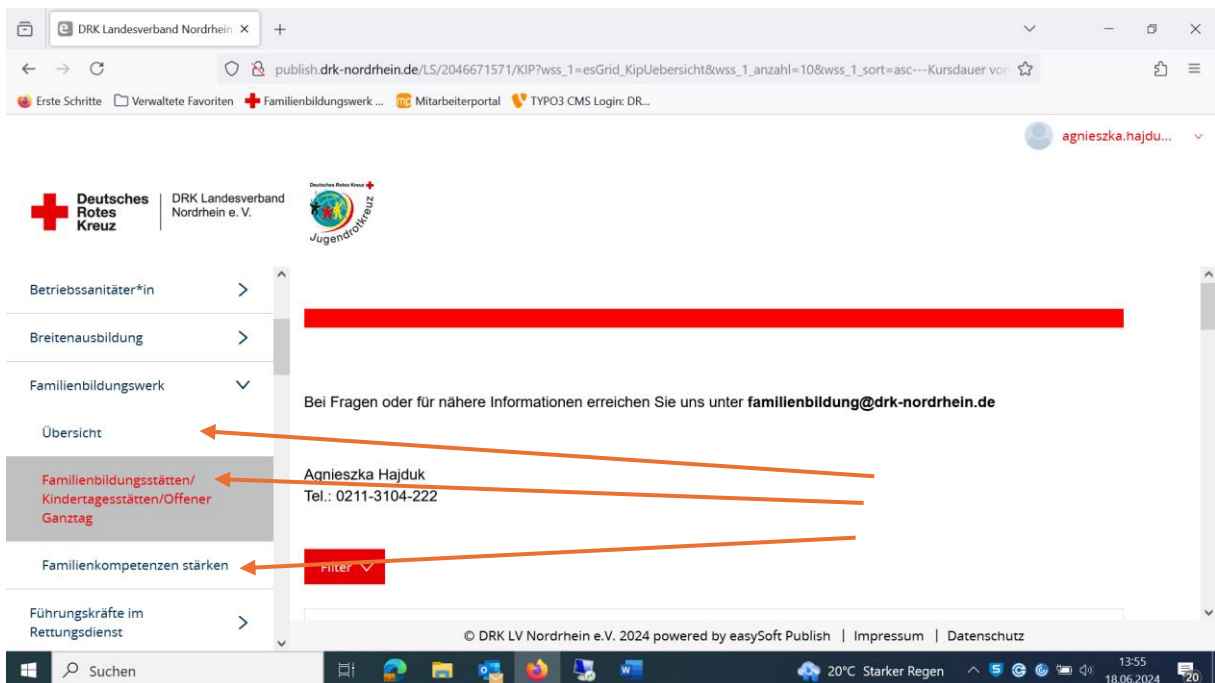 DRK Landesverband Nordrhein
publish.drk-nordrhein.de/LS/2046671571/KIP?wss_1=esGrid_KipUebersicht&wss_1_anzahl=10&wss_1_sort=asc---Kursdauer von
Erste Schritte Verwaltete Favoriten Familienbildungswerk ... Mitarbeiterportal TYPO3 CMS Login: DR...
agnieszka.hajdu...
Deutsches
Rotes
Kreuz
DRK Landesverband
Nordrhein e. V.
Deutsches Rotes Kreuz
Jugendrotkreuz
Betriebssanitäter*in
Breitenausbildung
Familienbildungswerk
Übersicht
Familienbildungsstätten/
Kindertagesstätten/Offener
Ganztag
Familienkompetenzen stärken
Führungskräfte im
Rettungsdienst
Bei Fragen oder für nähere Informationen erreichen Sie uns unter familienbildung@drk-nordrhein.de
Agnieszka Hajduk
Tel.: 0211-3104-222
Filter
© DRK LV Nordrhein e.V. 2024 powered by easySoft Publish | Impressum | Datenschutz
Suchen
20°C Starker Regen
13:55
18.06.2024
20